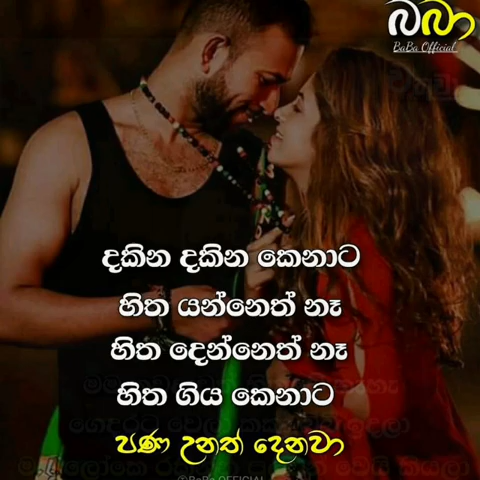 බබා
BaBa Official
දකින දකින කෙනාට
හිත යන්නෙත් නෑ
හිත දෙන්නෙත් නෑ
හිත ගිය කෙනාට
පණ උනත් දෙනවා